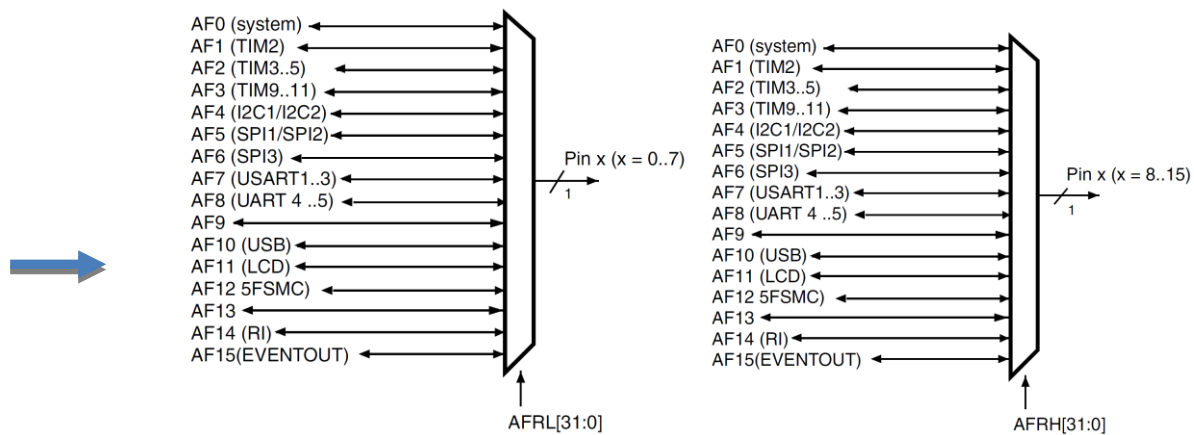 AF0 (system)
AF1 (TIM2)
AF2 (TIM3..5)
AF3 (TIM9..11)
AF4 (I2C1/I2C2)
AF5 (SPI1/SPI2)
AF6 (SPI3)
AF7 (USART1..3)
AF8 (UART 4 ..5)
AF9
AF10 (USB)
AF11 (LCD)
AF12 5FSMC)
AF13
AF14 (RI)
AF15(EVENTOUT)
Pin x (x = 0..7)
1
AFRL[31:0]
AF0 (system)
AF1 (TIM2)
AF2 (TIM3..5)
AF3 (TIM9..11)
AF4 (I2C1/I2C2)
AF5 (SPI1/SPI2)
AF6 (SPI3)
AF7 (USART1..3)
AF8 (UART 4 ..5)
AF9
AF10 (USB)
AF11 (LCD)
AF12 5FSMC)
AF13
AF14 (RI)
AF15(EVENTOUT)
Pin x (x = 8..15)
1
AFRH[31:0]